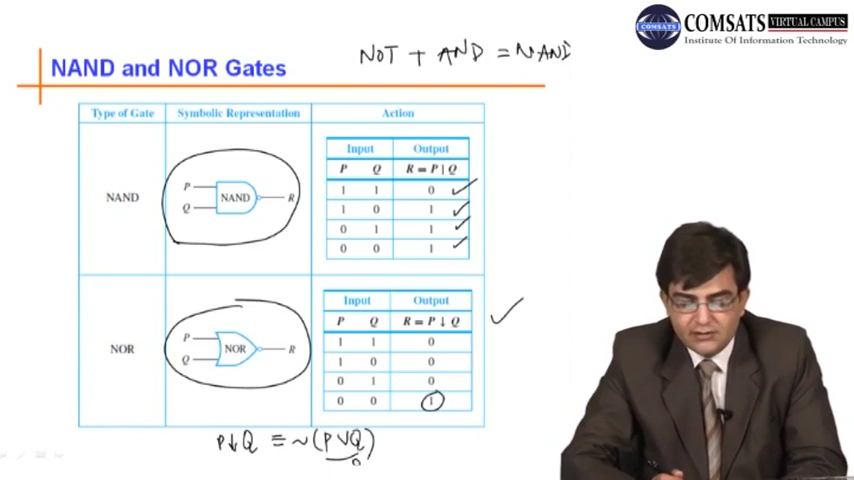 COMSATS VIRTUAL CAMPUS
COMSATS
Institute Of Information Technology
NOT + AND = NAND
NAND and NOR Gates
Type of Gate Symbolic Representation Action
Input Output
P Q R = P | Q
1 1 0
1 0 1
0 1 1
0 0 1
NAND
P
Q
NAND
R
Input Output
P Q R = P ↓ Q
1 1 0
1 0 0
0 1 0
0 0 1
NOR
P
Q
NOR
R
P↓Q ≡ ~(P∨Q)